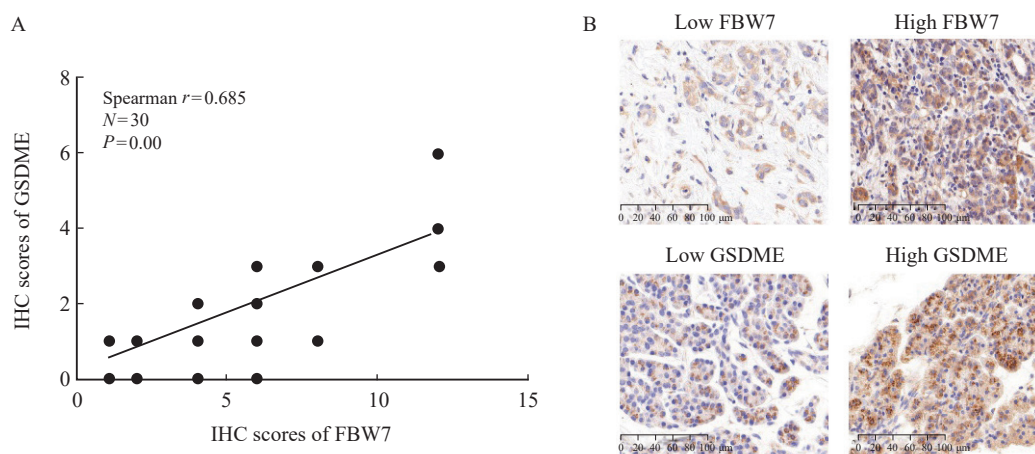 A
8
6
4
2
0
IHC scores of GSDME
Spearman r=0.685
N=30
P=0.00
0
5
10
15
IHC scores of FBW7
B
Low FBW7
High FBW7
0 20 40 60 80 100 μm
0 20 40 60 80 100 μm
Low GSDME
High GSDME
0 20 40 60 80 100 μm
0 20 40 60 80 100 μm